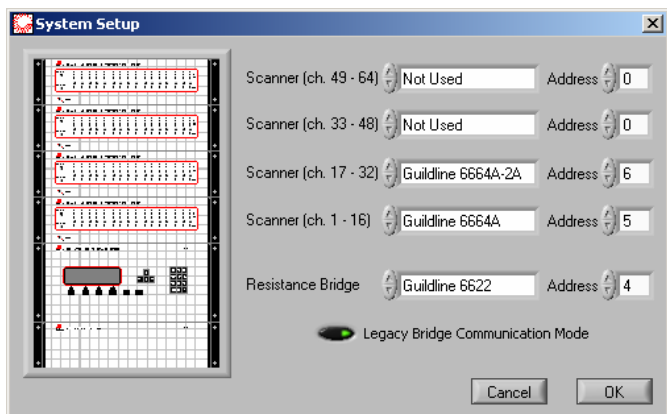 System Setup
Scanner (ch. 49 - 64) Not Used Address 0
Scanner (ch. 33 - 48) Not Used Address 0
Scanner (ch. 17 - 32) Guildline 6664A-2A Address 6
Scanner (ch. 1 - 16) Guildline 6664A Address 5
Resistance Bridge Guildline 6622 Address 4
Legacy Bridge Communication Mode
Cancel OK